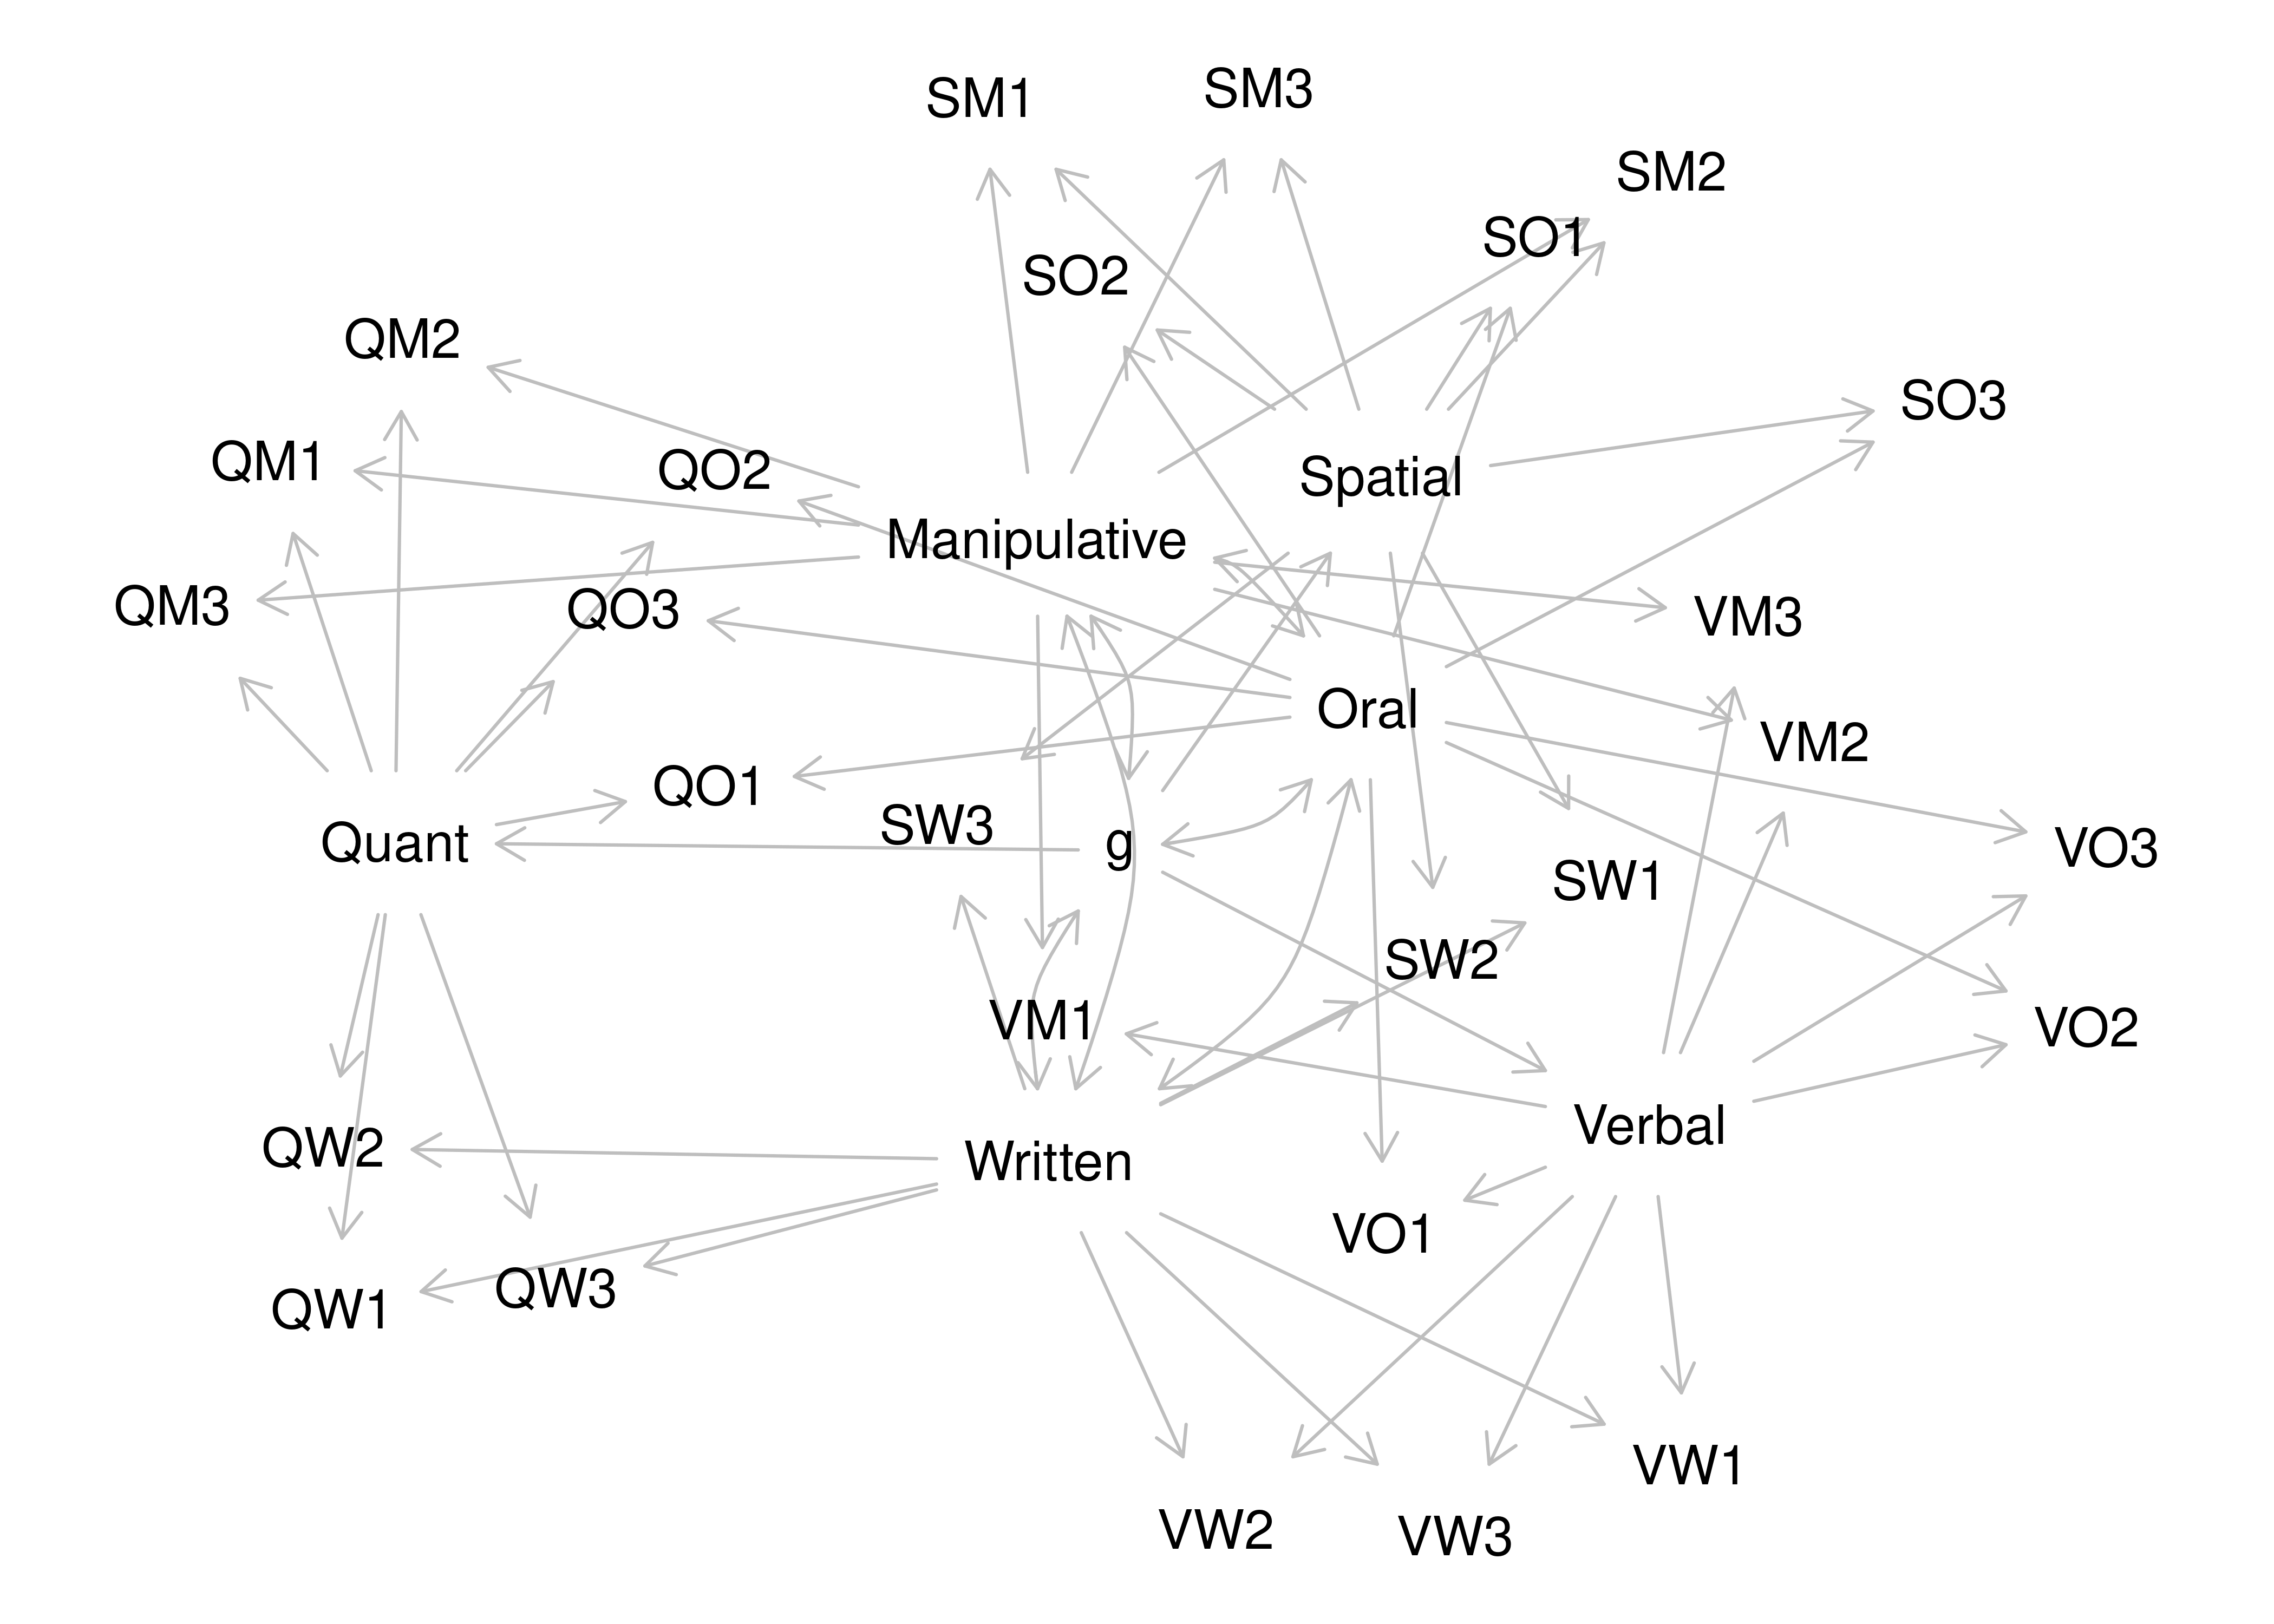 SM1
SM3
SM2
SO1
SO2
QM2
SO3
QM1
QO2
Spatial
Manipulative
QM3
QO3
VM3
Oral
VM2
QO1
SW3
Quant
g
VO3
SW1
SW2
VM1
VO2
Verbal
QW2
Written
VO1
QW3
QW1
VW1
VW2
VW3